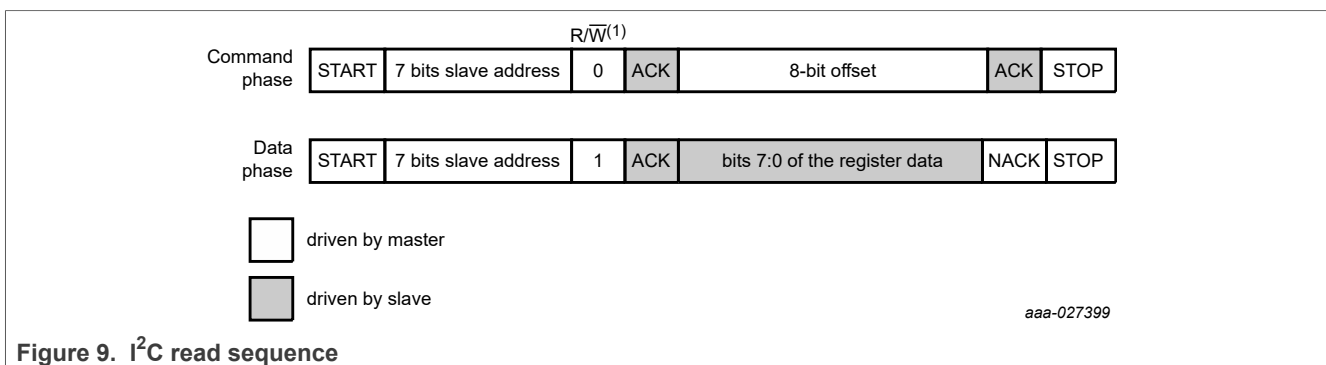 R/W(1)
Command phase START 7 bits slave address 0 ACK 8-bit offset ACK STOP
Data phase START 7 bits slave address 1 ACK bits 7:0 of the register data NACK STOP
driven by master
driven by slave
aaa-027399
Figure 9. I2C read sequence